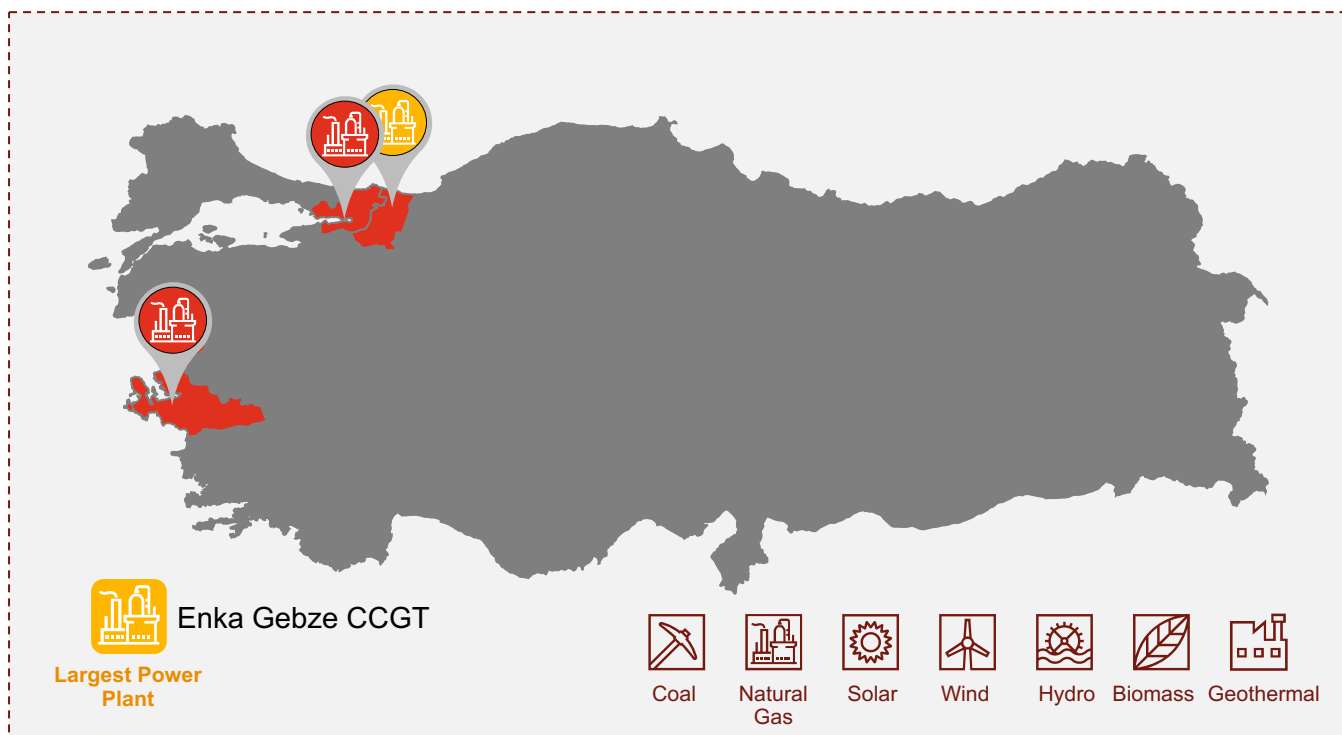 Enka Gebze CCGT
Largest Power
Plant
Coal
Natural
Gas
Solar
Wind
Hydro
Biomass
Geothermal